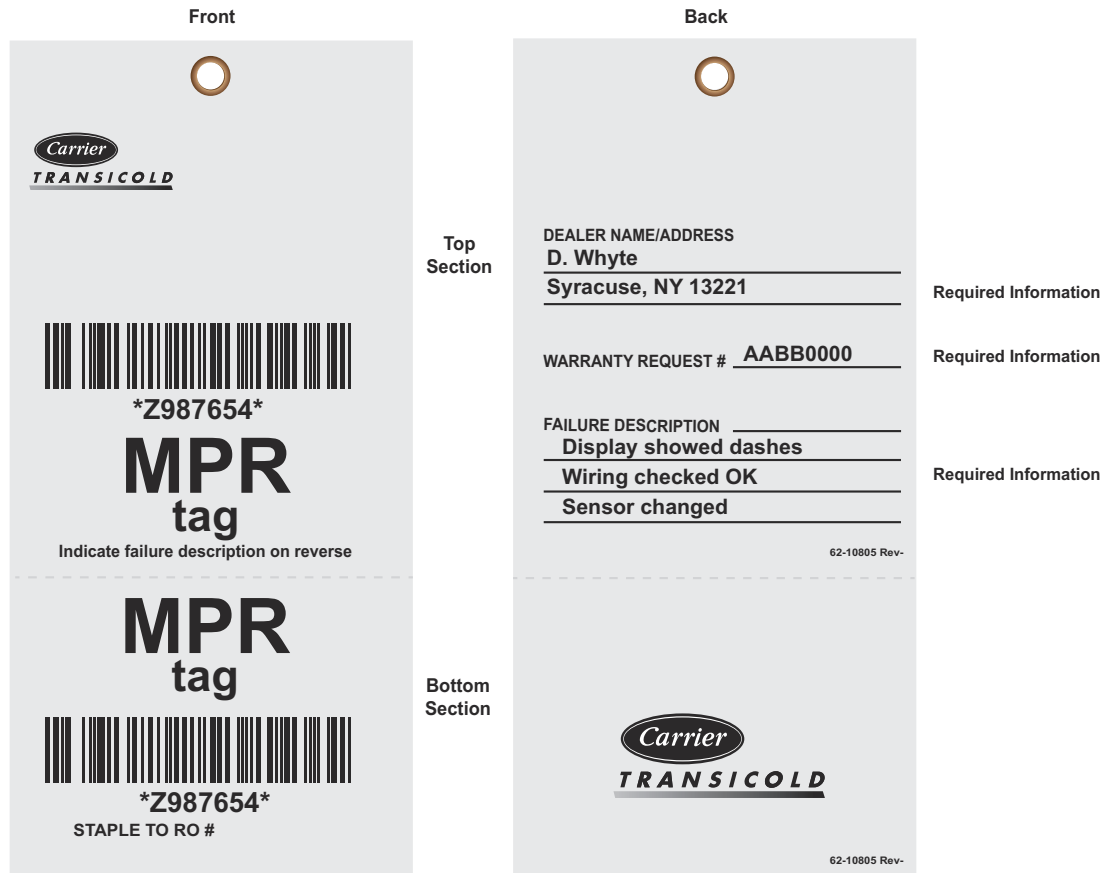 Front
Carrier
TRANSICOLD
*Z987654*
MPR
tag
Indicate failure description on reverse
MPR
tag
*Z987654*
STAPLE TO RO #
Top
Section
Bottom
Section
Back
DEALER NAME/ADDRESS
D. Whyte
Syracuse, NY 13221
Required Information
WARRANTY REQUEST # AABB0000
Required Information
FAILURE DESCRIPTION
Display showed dashes
Wiring checked OK
Required Information
Sensor changed
62-10805 Rev-
Carrier
TRANSICOLD
62-10805 Rev-